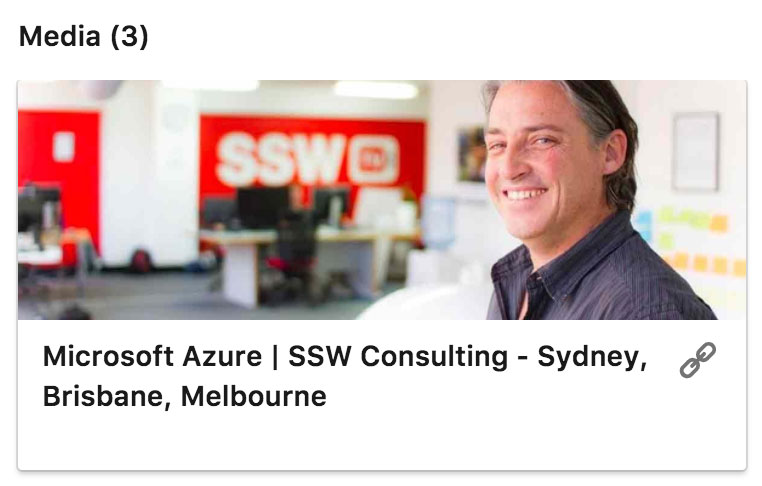 Media (3)
SSW
Microsoft Azure | SSW Consulting - Sydney,
Brisbane, Melbourne